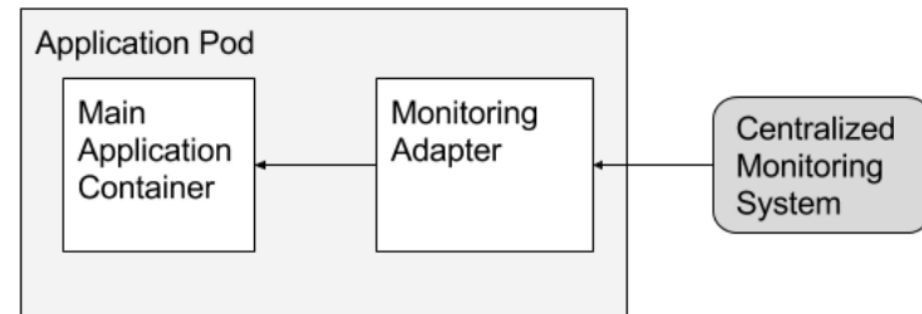 Application Pod
Main
Application
Container
Monitoring
Adapter
Centralized
Monitoring
System